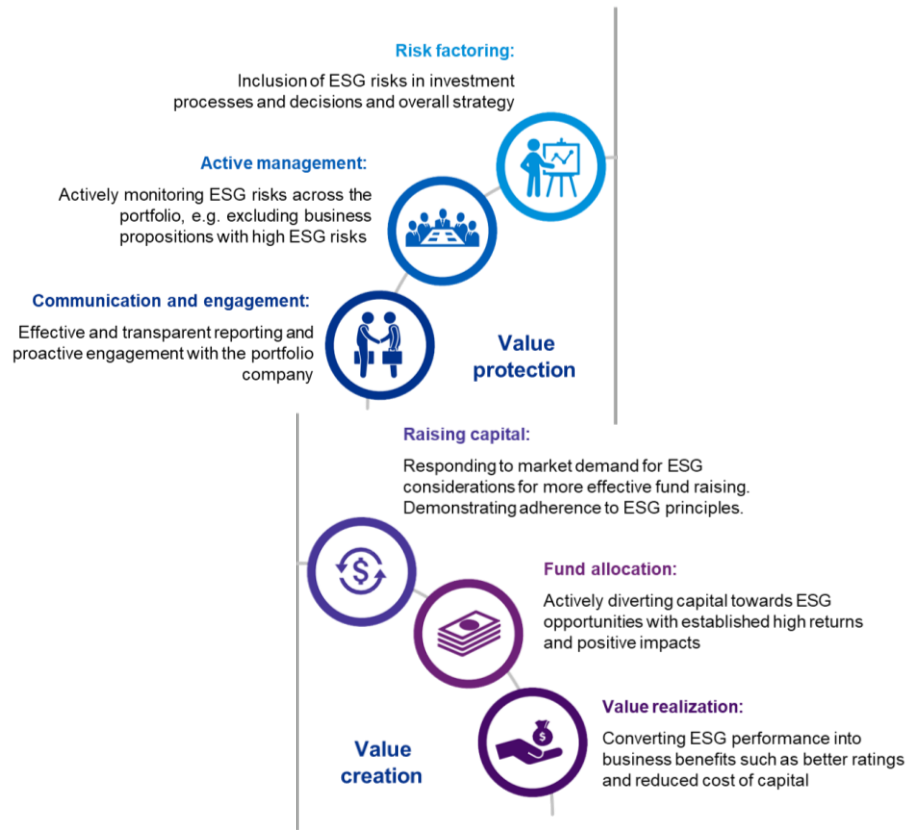 Risk factoring:
Inclusion of ESG risks in investment
processes and decisions and overall strategy
Active management:
Actively monitoring ESG risks across the
portfolio, e.g. excluding business
propositions with high ESG risks
Communication and engagement:
Effective and transparent reporting and
proactive engagement with the portfolio
company
Value
protection
Raising capital:
Responding to market demand for ESG
considerations for more effective fund raising.
Demonstrating adherence to ESG principles.
$
Fund allocation:
Actively diverting capital towards ESG
opportunities with established high returns
and positive impacts
Value realization:
Converting ESG performance into
business benefits such as better ratings
and reduced cost of capital
$
Value
creation